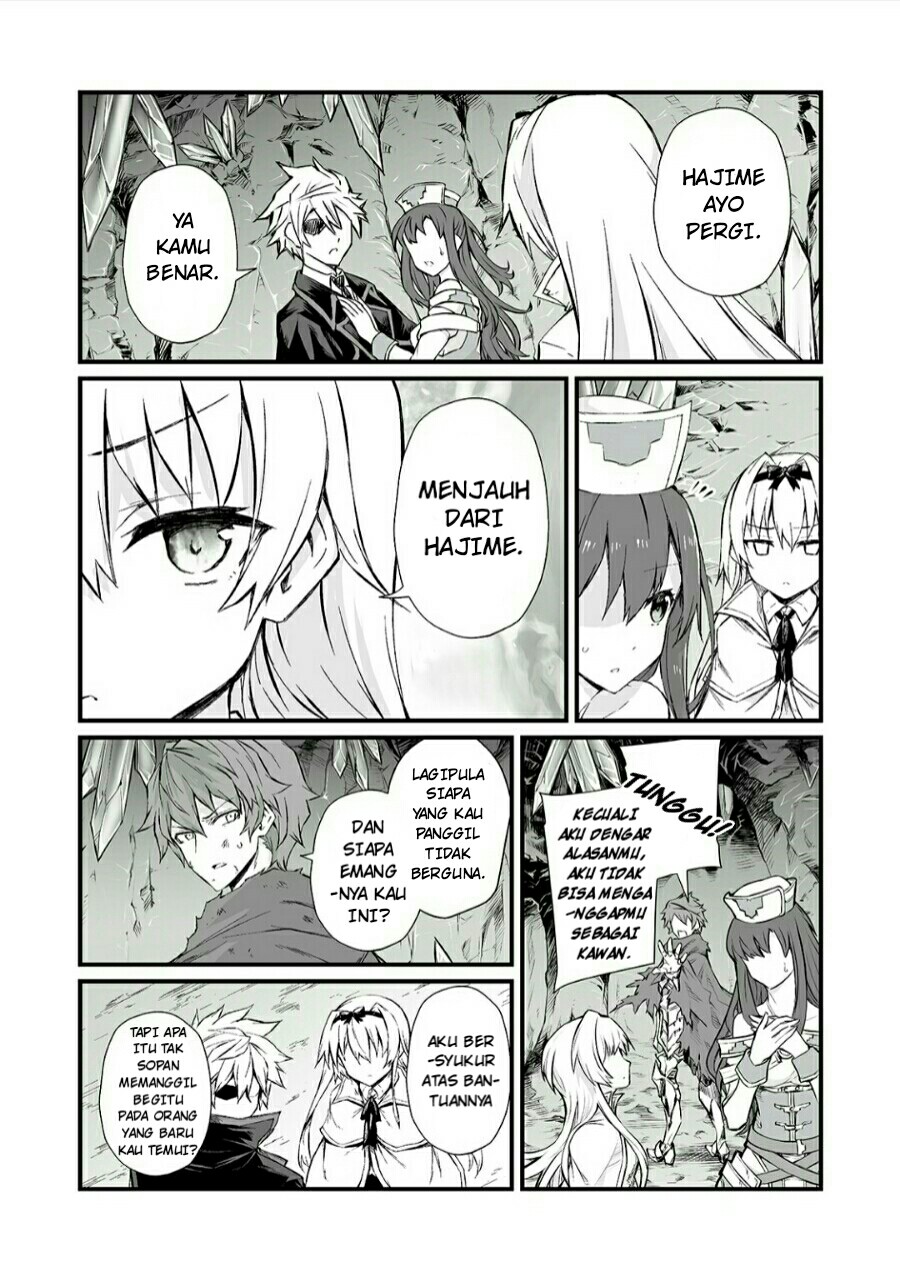 HAJIME
AYO
PERGI.
YA
KAMU
BENAR.
MENJAUH
DARI
HAJIME.
TUNGGU!
KECUALI
AKU DENGAR
ALASANMU,
AKU TIDAK
BISA MENGA
-NGGAPMU
SEBAGAI
KAWAN.
LAGIPULA
SIAPA
YANG KAU
PANGGIL
TIDAK
BERGUNA.
DAN
SIAPA
EMANG
-NYA KAU
INI?
AKU BER
-SYUKUR
ATAS BAN-
TUANNYA
TAPI APA
ITU TAK
SOPAN
MEMANGGIL
BEGITU
PADA ORANG
YANG BARU
KAU TEMUI?